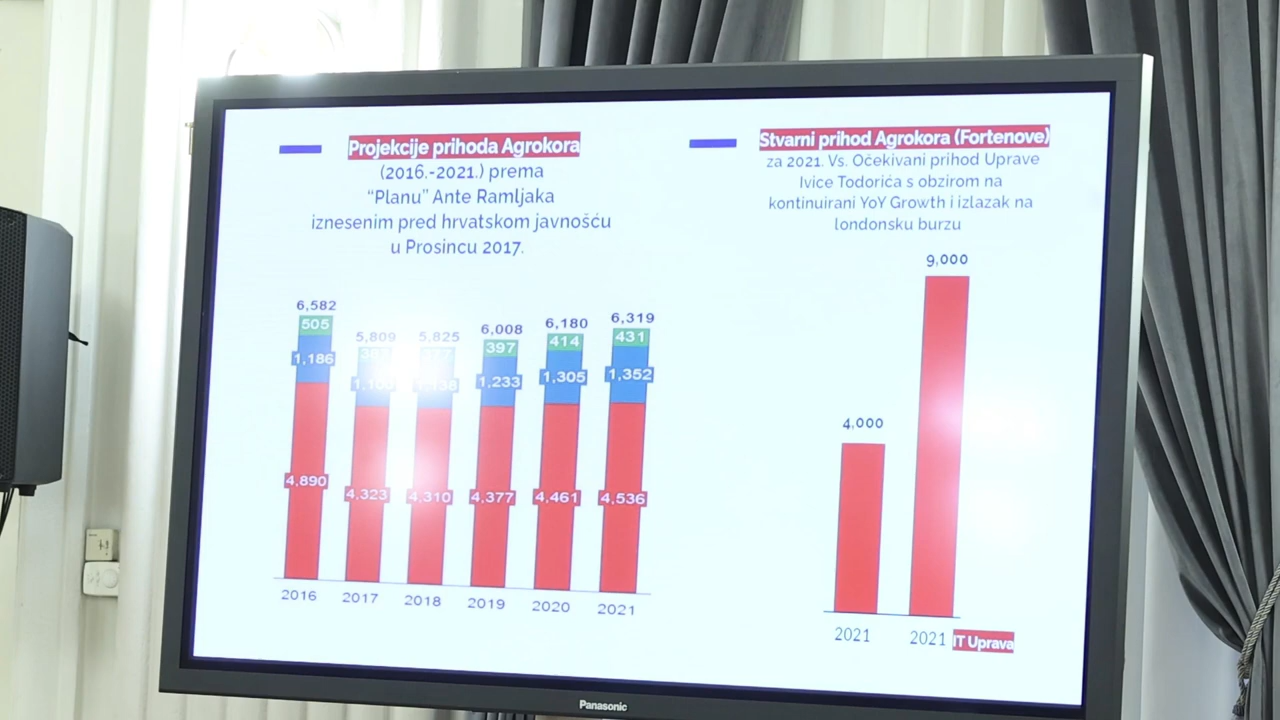 Projekcije prihoda Agrokora
(2016.-2021.) prema
“Planu” Ante Ramljaka
iznesenim pred hrvatskom javnošću
u Prosincu 2017.
6,582
5,809
5,825
6,008
6,180
6,319
505
397
414
431
1,186
1,138
1,233
1,305
1,352
4,890
4,323
4,310
4,377
4,461
4,536
2016
2017
2018
2019
2020
2021
Stvarni prihod Agrokora (Fortenove)
za 2021. Vs. Očekivani prihod Uprave
Ivice Todorića s obzirom na
kontinuirani YoY Growth i izlazak na
londonsku burzu
4,000
9,000
2021
2021 IT Uprava
Panasonic